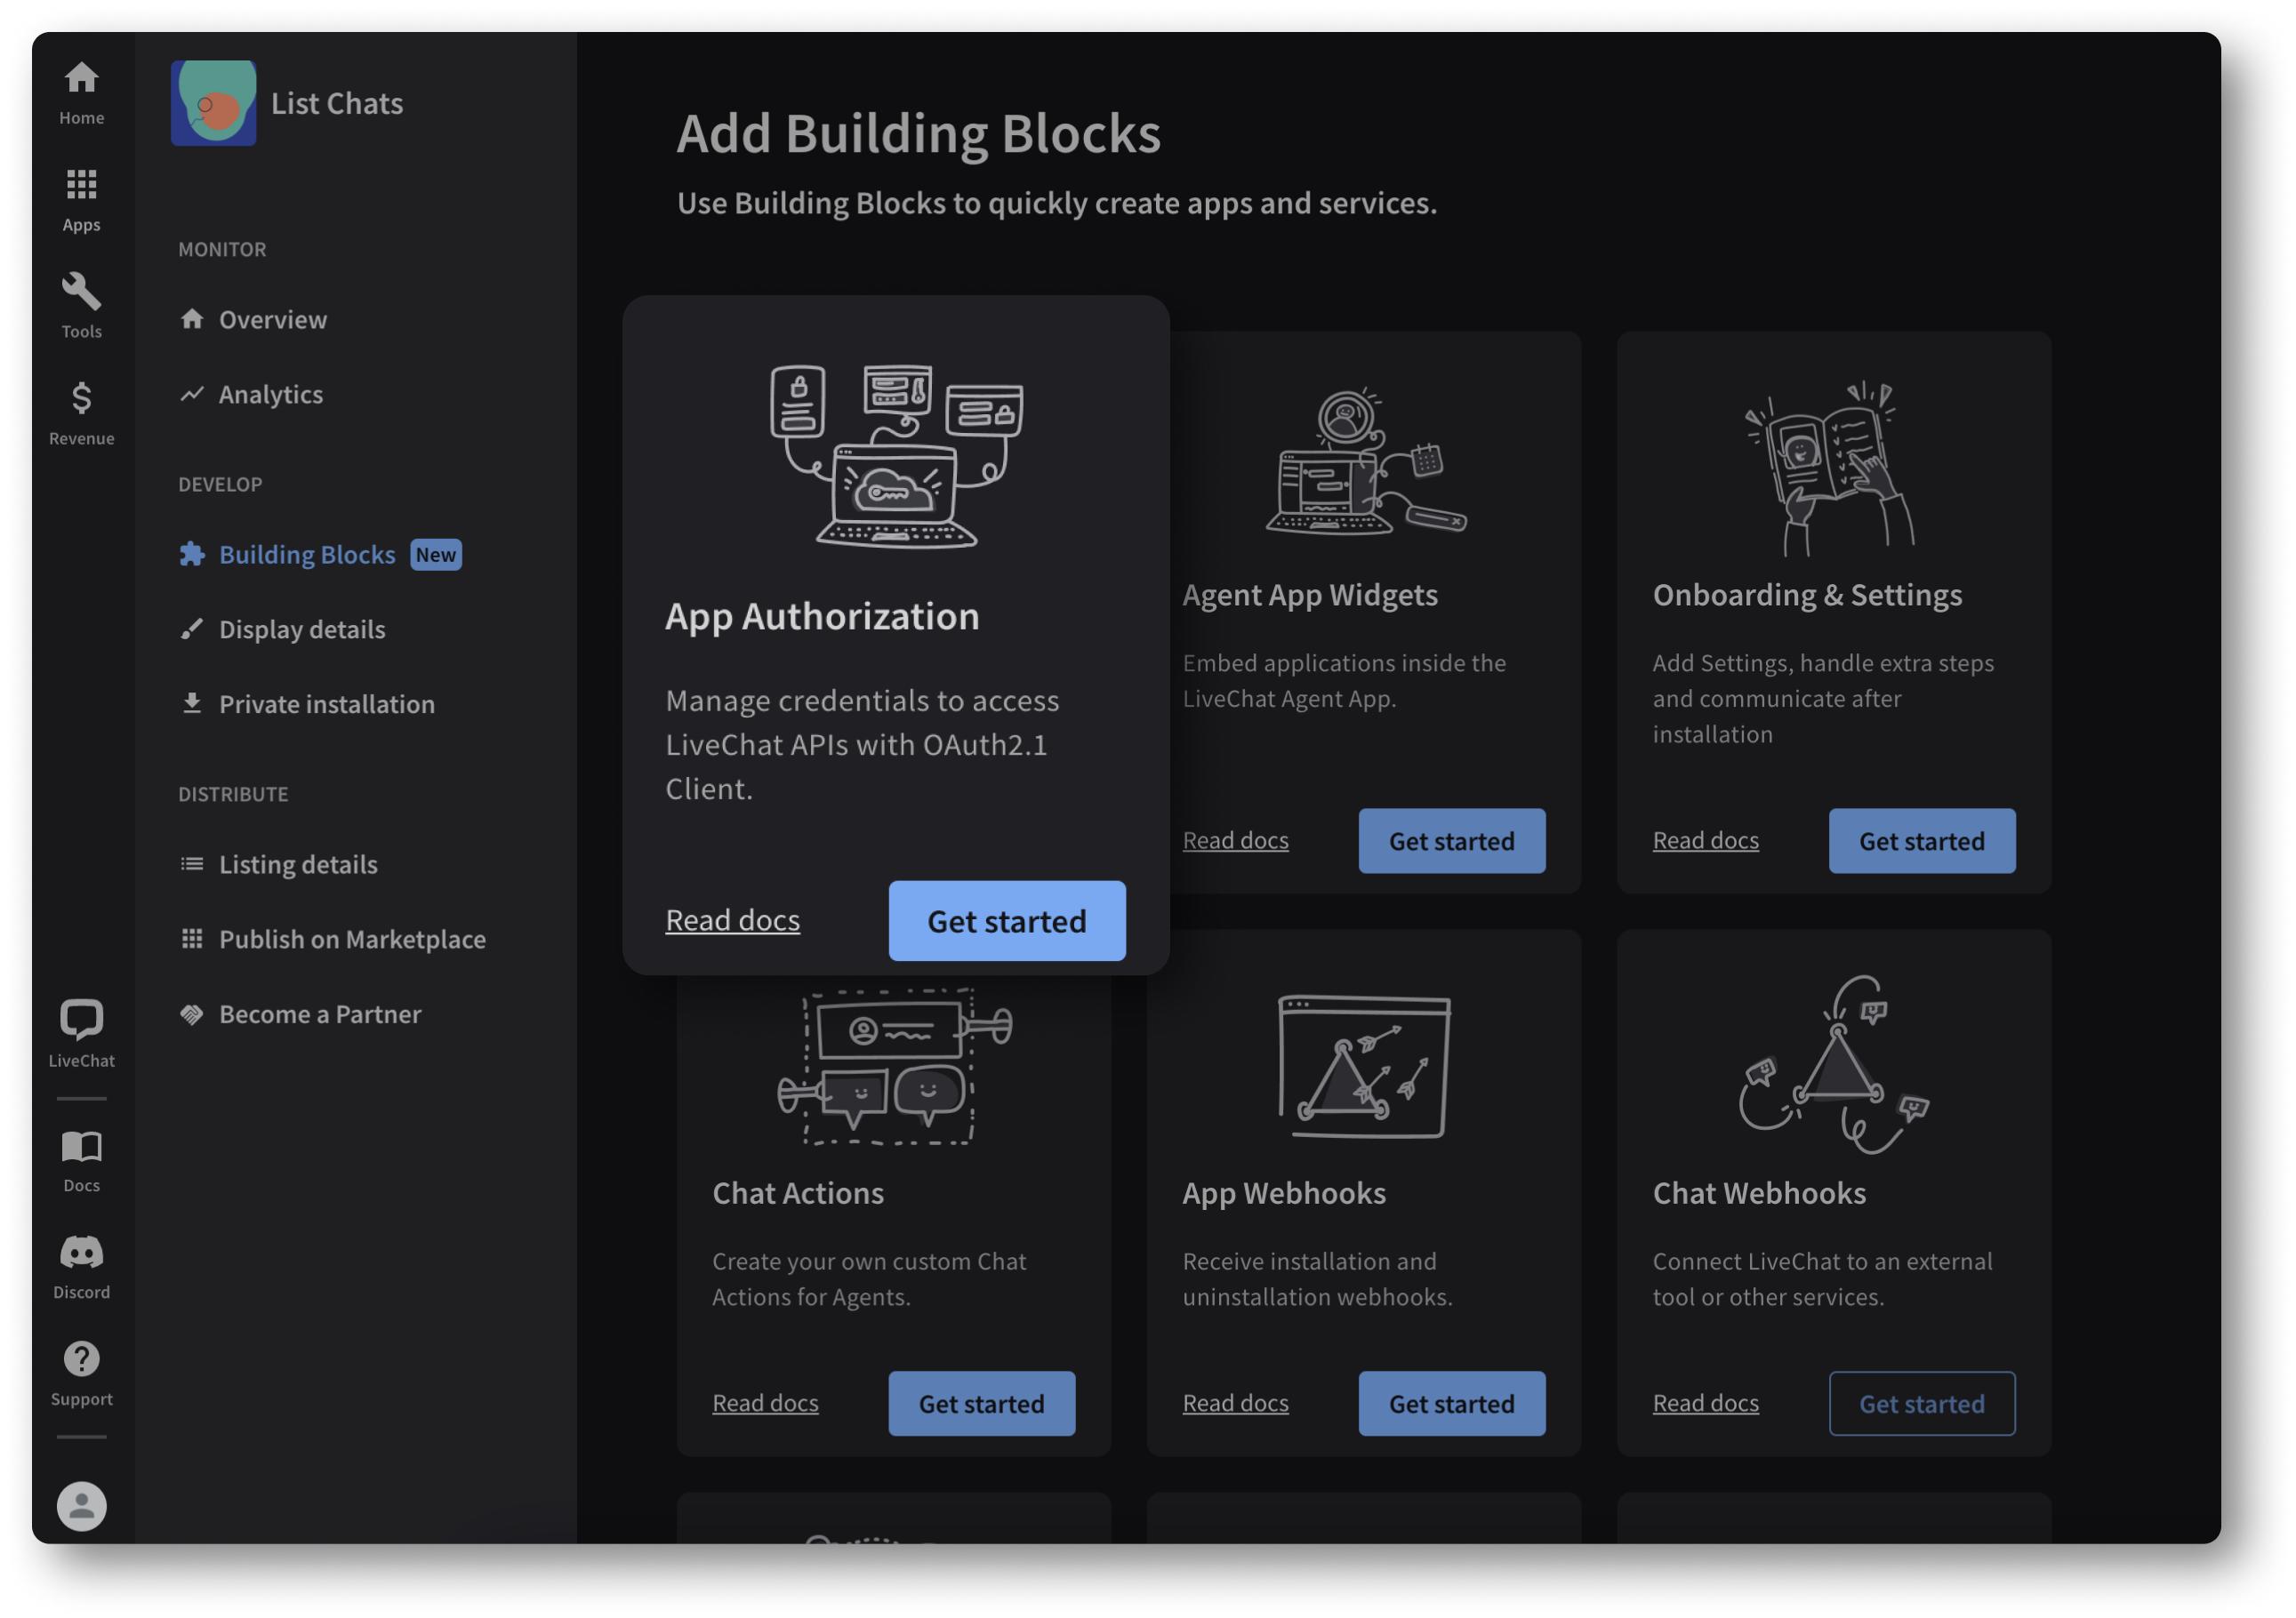 Home
Apps
Tools
Revenue
LiveChat
Docs
Discord
Support
List Chats
MONITOR
Overview
Analytics
DEVELOP
Building Blocks New
Display details
Private installation
DISTRIBUTE
Listing details
Publish on Marketplace
Become a Partner
Add Building Blocks
Use Building Blocks to quickly create apps and services.
App Authorization
Manage credentials to access
LiveChat APIs with OAuth2.1
Client.
Read docs Get started
Agent App Widgets
Embed applications inside the
LiveChat Agent App.
Read docs Get started
Onboarding & Settings
Add Settings, handle extra steps
and communicate after
installation
Read docs Get started
Chat Actions
Create your own custom Chat
Actions for Agents.
Read docs Get started
App Webhooks
Receive installation and
uninstallation webhooks.
Read docs Get started
Chat Webhooks
Connect LiveChat to an external
tool or other services.
Read docs Get started